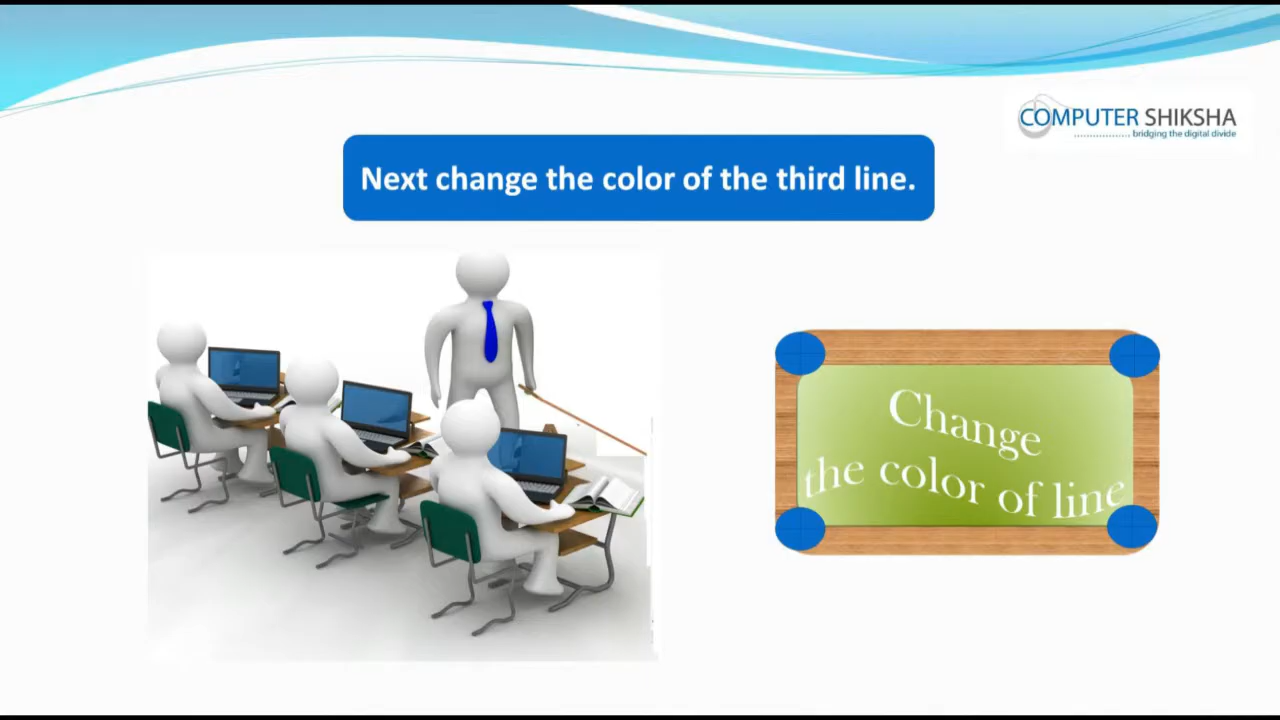 COMPUTER SHIKSHA
bridging the digital divide
Next change the color of the third line.
Change
the color of line